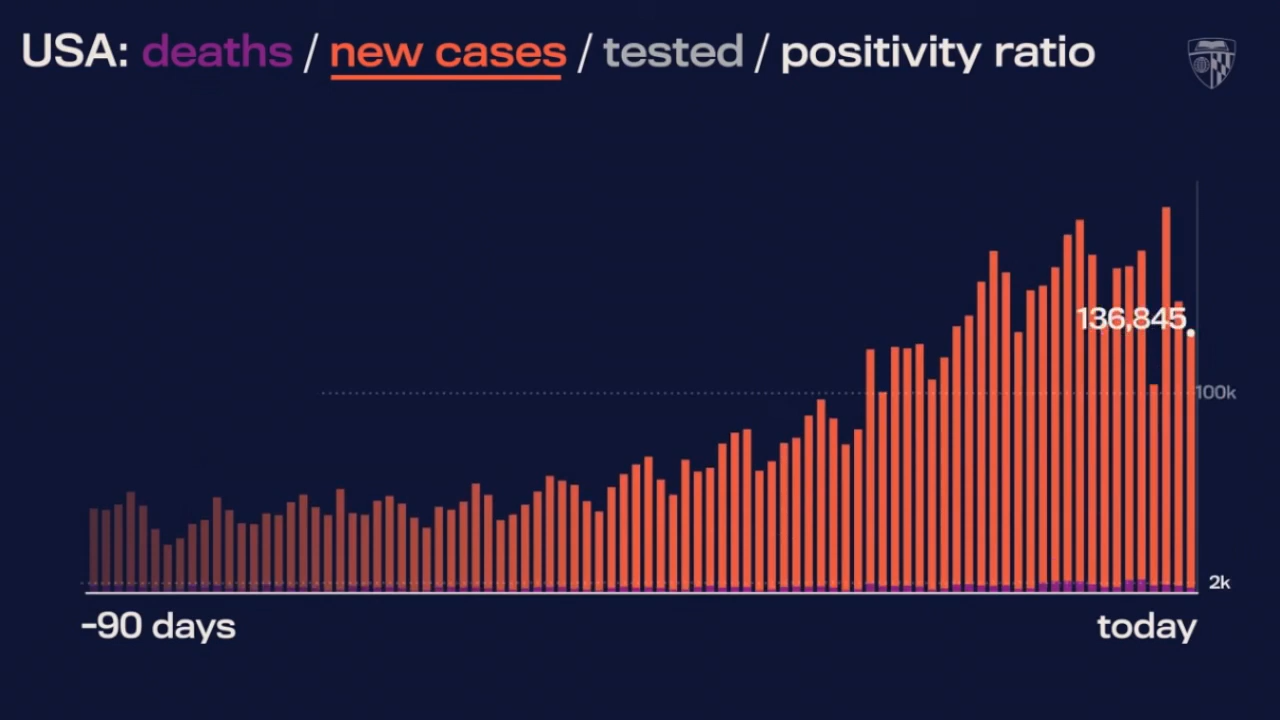 USA: deaths / new cases / tested / positivity ratio
136,845
100k
2k
-90 days
today